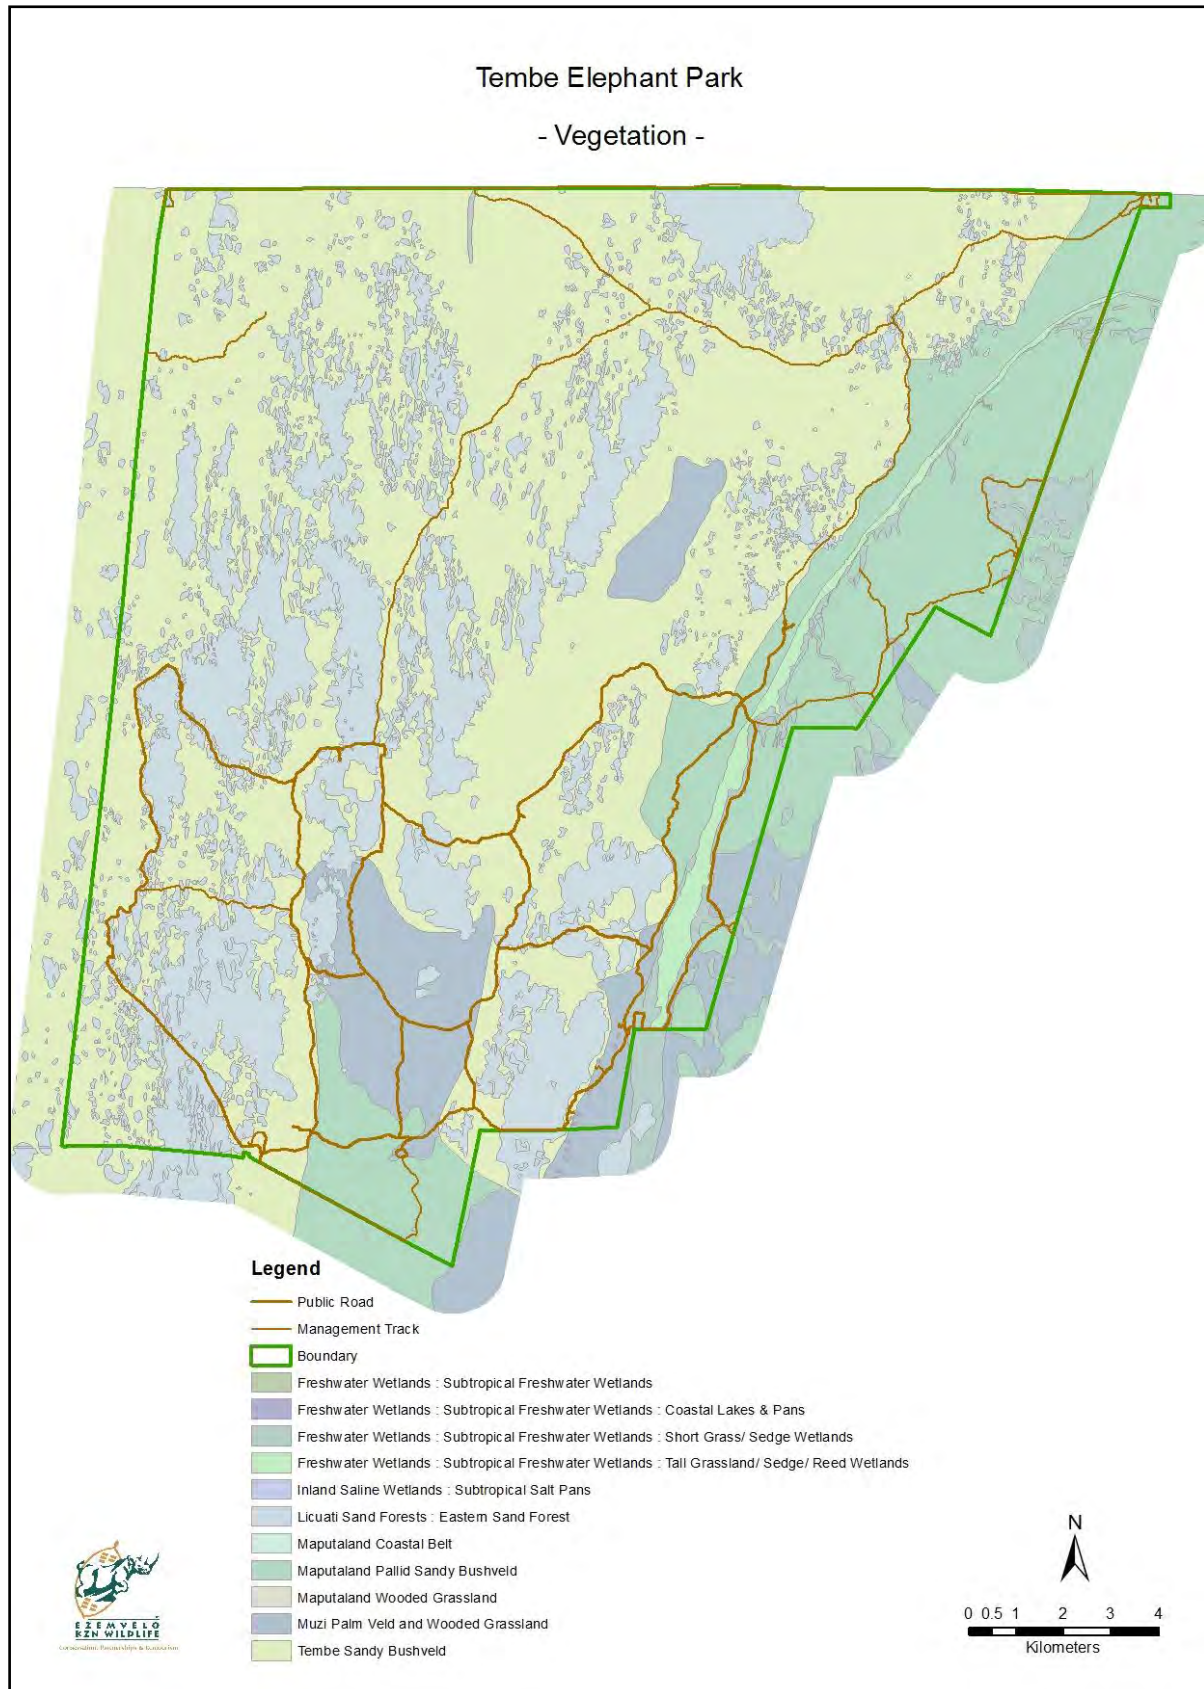 Tembe Elephant Park
- Vegetation -
Legend
Public Road
Management Track
Boundary
Freshwater Wetlands : Subtropical Freshwater Wetlands
Freshwater Wetlands : Subtropical Freshwater Wetlands : Coastal Lakes & Pans
Freshwater Wetlands : Subtropical Freshwater Wetlands : Short Grass/ Sedge Wetlands
Freshwater Wetlands : Subtropical Freshwater Wetlands : Tall Grassland/ Sedge/ Reed Wetlands
Inland Saline Wetlands : Subtropical Salt Pans
Licuati Sand Forests : Eastern Sand Forest
Maputaland Coastal Belt
Maputaland Pallid Sandy Bushveld
Maputaland Wooded Grassland
Muzi Palm Veld and Wooded Grassland
Tembe Sandy Bushveld
EZEMVELO
KZN WILDLIFE
Conservation, Partnerships & Ecotourism
N
0 0.5 1 2 3 4
Kilometers